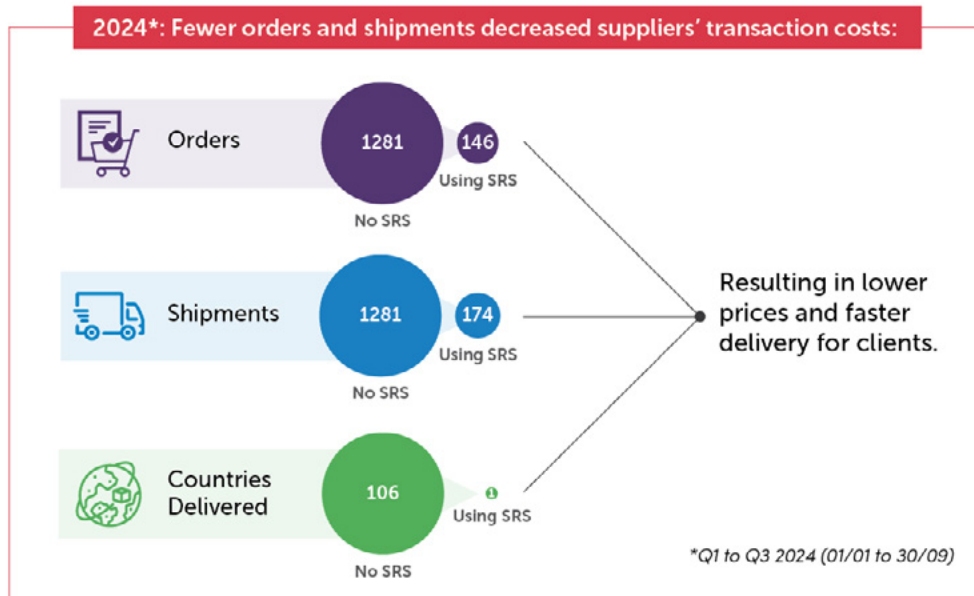 2024*: Fewer orders and shipments decreased suppliers’ transaction costs:
Orders
1281
146
Using SRS
No SRS
Shipments
1281
174
Using SRS
No SRS
Resulting in lower
prices and faster
delivery for clients.
Countries
Delivered
106
1
Using SRS
No SRS
*Q1 to Q3 2024 (01/01 to 30/09)